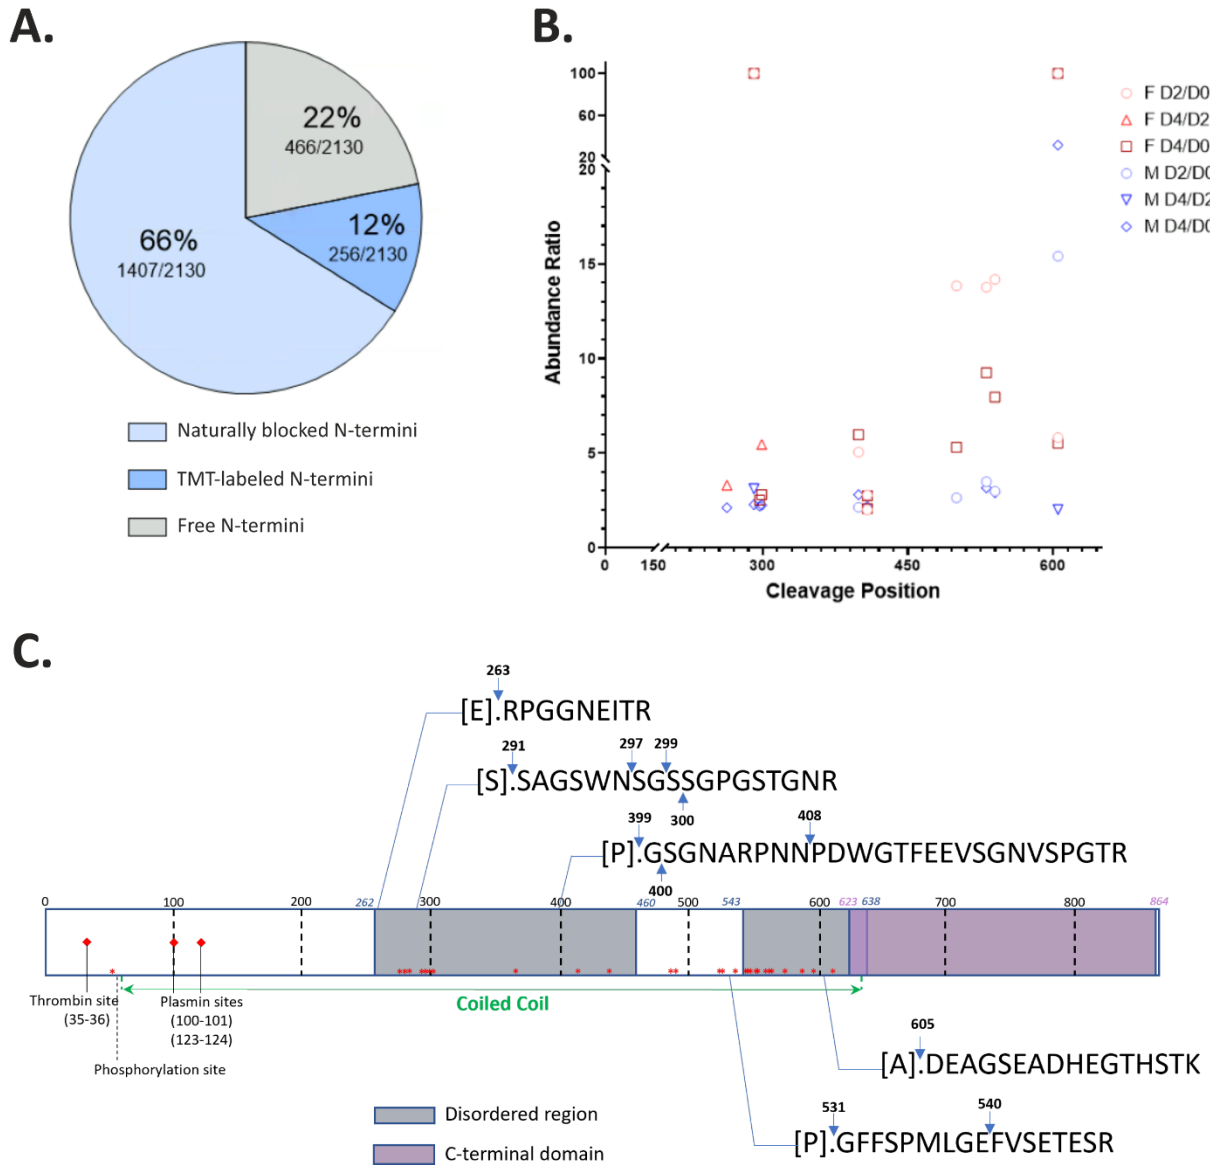 A.
22%
466/2130
12%
256/2130
66%
1407/2130
Naturally blocked N-termini
TMT-labeled N-termini
Free N-termini
B.
100
60
20
20
15
10
5
0
0 150 300 450 600
Abundance Ratio
Cleavage Position
F D2/D0
F D4/D2
F D4/D0
M D2/D0
M D4/D2
M D4/D0
C.
263
[E].RPGGNEITR
291 297 299
[S].SAGSWNSGSSGPGSTGNR
300
399 408
[P].GSGNARPNNPDWGTFEEVSGNVSPGTR
400
0 100 200 262 300 400 460 500 543 600 623 638 700 800 864
* * * * * * * * * * * * * * * * * * * * * * * * * *
Thrombin site
(35-36)
Plasmin sites
(100-101)
(123-124)
Phosphorylation site
Coiled Coil
605
[A].DEAGSEADHEGTHSTK
531 540
[P].GFFSPMLGEFVSETESR
Disordered region
C-terminal domain